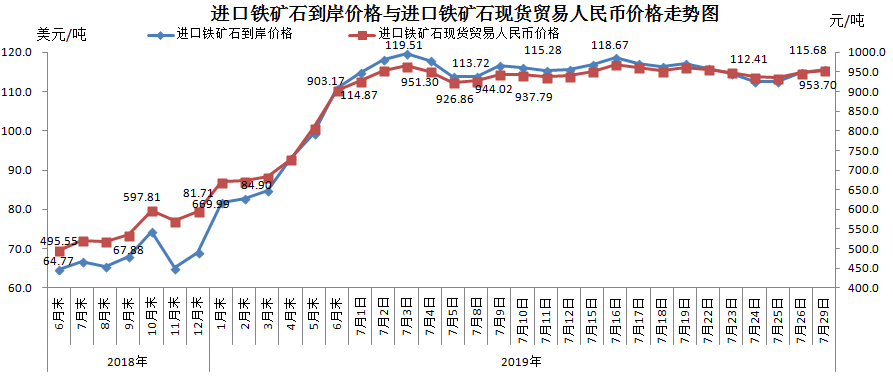 进口铁矿石到岸价格与进口铁矿石现货贸易人民币价格走势图
美元/吨
元/吨
进口铁矿石到岸价格
进口铁矿石现货贸易人民币价格
120.0
110.0
100.0
90.0
80.0
70.0
60.0
1000.0
950.0
900.0
850.0
800.0
750.0
700.0
650.0
600.0
550.0
500.0
450.0
400.0
495.55
64.77
67.88
597.81
81.71
669.99
84.90
903.17
114.87
119.51
951.30
926.86
113.72
944.02
937.79
115.28
118.67
124.41
115.68
953.70
6月末
7月末
8月末
9月末
10月末
11月末
12月末
1月末
2月末
3月末
4月末
5月末
6月末
7月1日
7月2日
7月3日
7月4日
7月5日
7月8日
7月9日
7月10日
7月11日
7月12日
7月15日
7月16日
7月17日
7月18日
7月19日
7月22日
7月23日
7月24日
7月25日
7月26日
7月29日
2018年
2019年